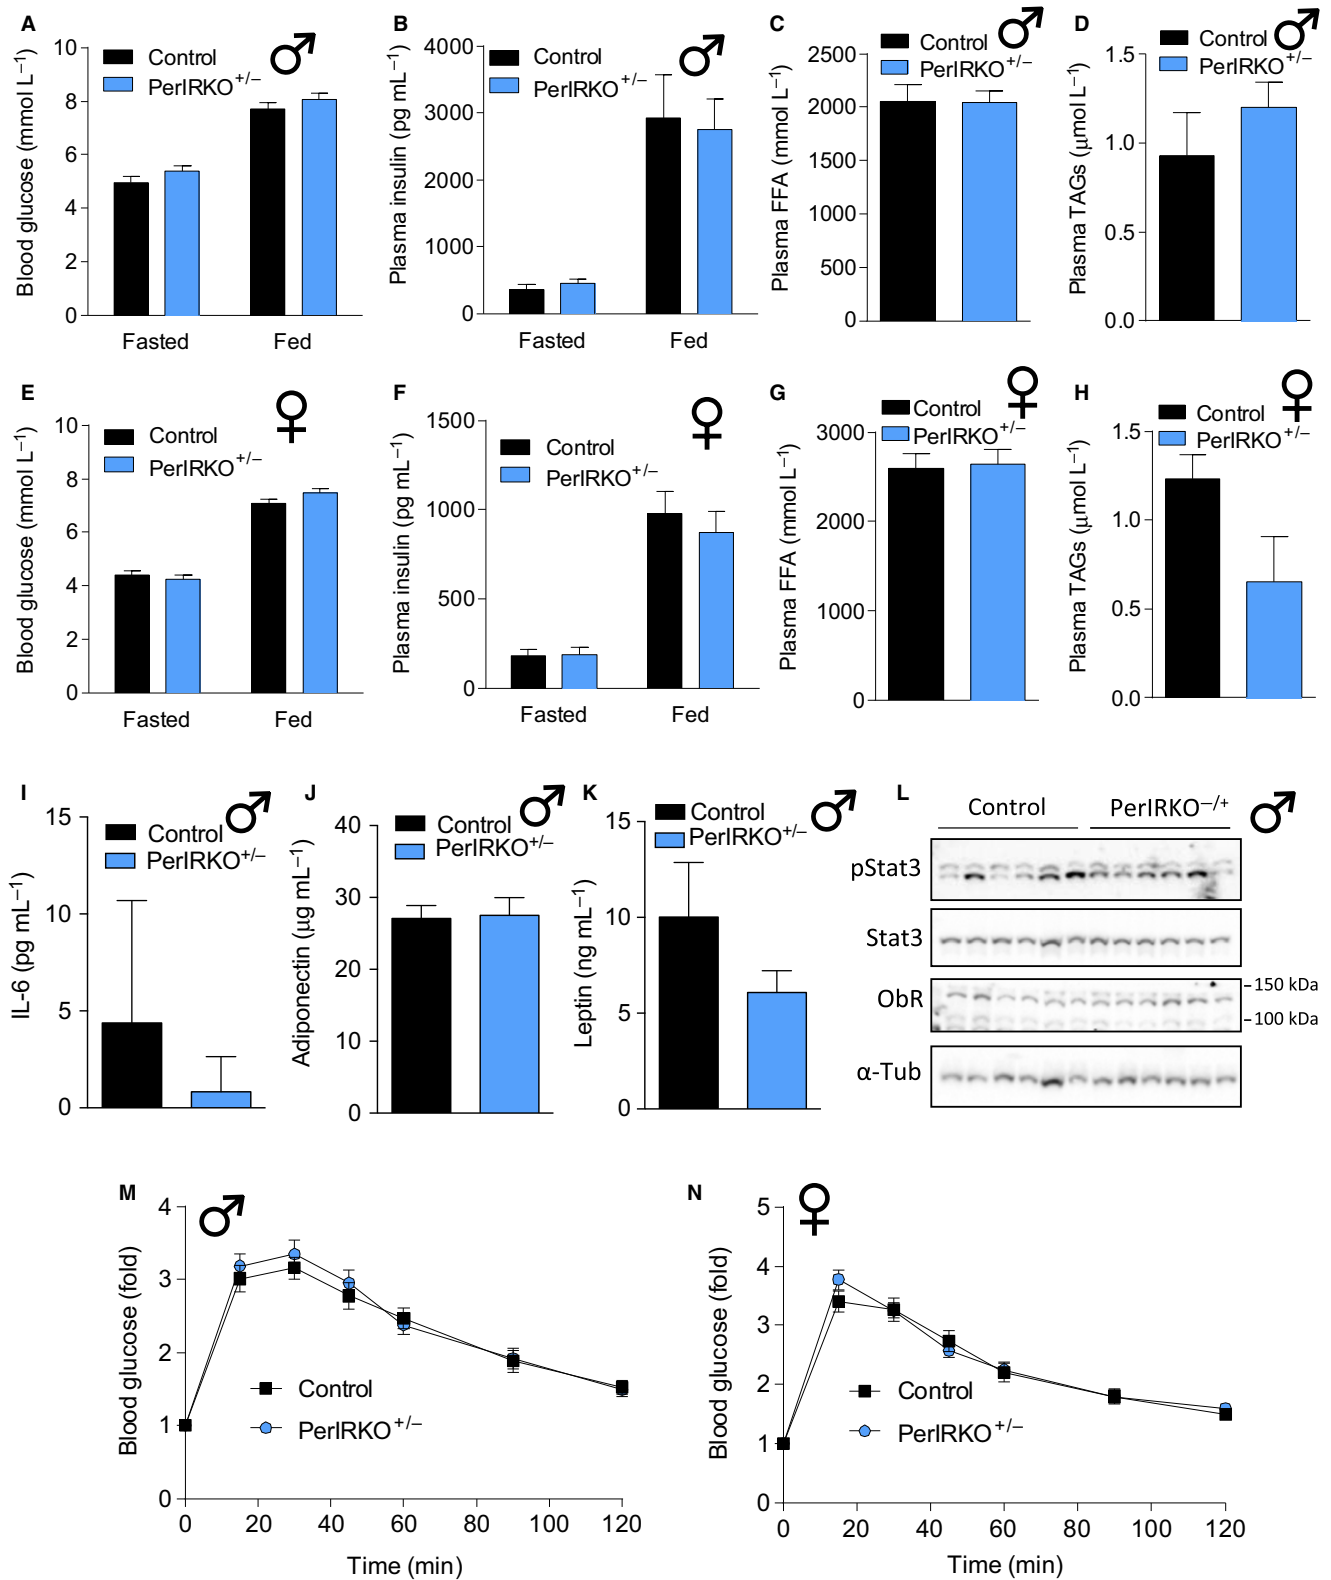 A
Blood glucose (mmol L⁻¹)
10
8
6
4
2
0
Control
PerIRKO⁺/⁻
Fasted
Fed
B
Plasma insulin (pg mL⁻¹)
4000
3000
2000
1000
0
Control
PerIRKO⁺/⁻
Fasted
Fed
C
Plasma FFA (mmol L⁻¹)
2500
2000
1500
1000
500
0
Control
PerIRKO⁺/⁻
D
Plasma TAGs (μmol L⁻¹)
1.5
1.0
0.5
0.0
Control
PerIRKO⁺/⁻
E
Blood glucose (mmol L⁻¹)
10
8
6
4
2
0
Control
PerIRKO⁺/⁻
Fasted
Fed
F
Plasma insulin (pg mL⁻¹)
1500
1000
500
0
Control
PerIRKO⁺/⁻
Fasted
Fed
G
Plasma FFA (mmol L⁻¹)
3000
2000
1000
0
Control
PerIRKO⁺/⁻
H
Plasma TAGs (μmol L⁻¹)
1.5
1.0
0.5
0.0
Control
PerIRKO⁺/⁻
I
IL-6 (pg mL⁻¹)
15
10
5
0
Control
PerIRKO⁺/⁻
J
Adiponectin (μg mL⁻¹)
40
30
20
10
0
Control
PerIRKO⁺/⁻
K
Leptin (ng mL⁻¹)
15
10
5
0
Control
PerIRKO⁺/⁻
L
Control
PerIRKO⁻/⁺
pStat3
Stat3
ObR
150 kDa
100 kDa
α-Tub
M
Blood glucose (fold)
4
3
2
1
0
Control
PerIRKO⁺/⁻
0 20 40 60 80 100 120
Time (min)
N
Blood glucose (fold)
5
4
3
2
1
0
Control
PerIRKO⁺/⁻
0 20 40 60 80 100 120
Time (min)